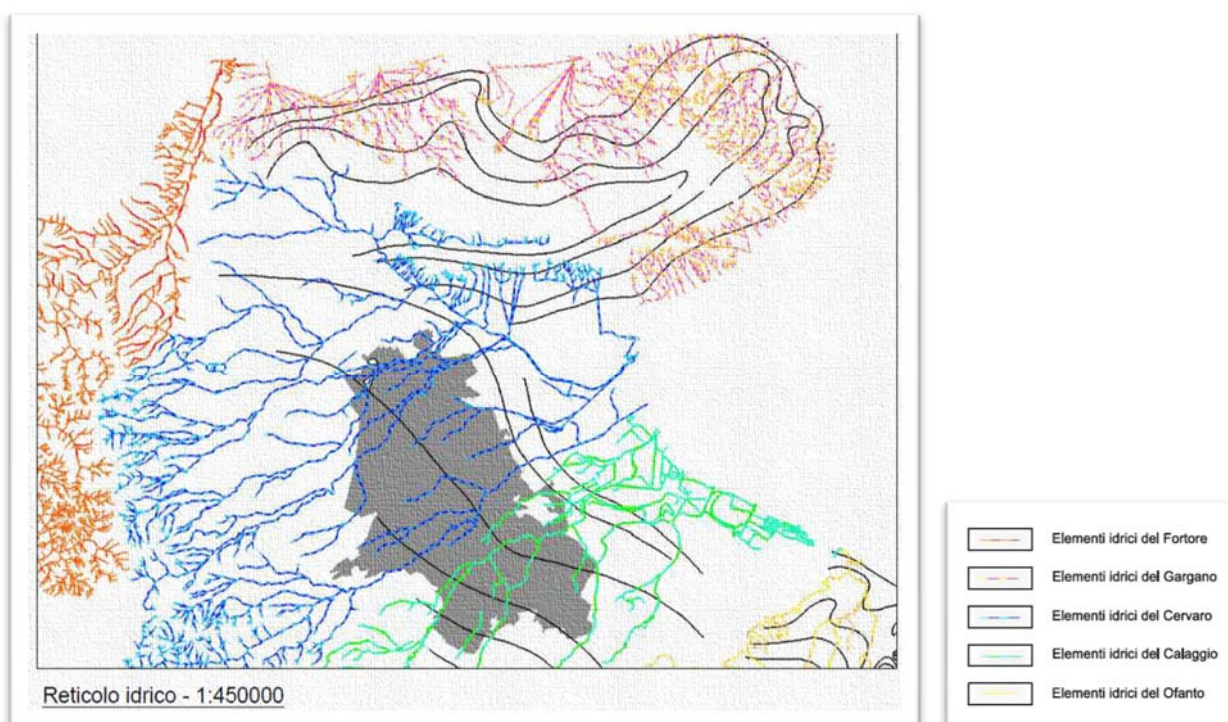 Reticolo idrico - 1:450000
Elementi idrici del Fortore
Elementi idrici del Gargano
Elementi idrici del Cervaro
Elementi idrici del Calaggio
Elementi idrici del Ofanto